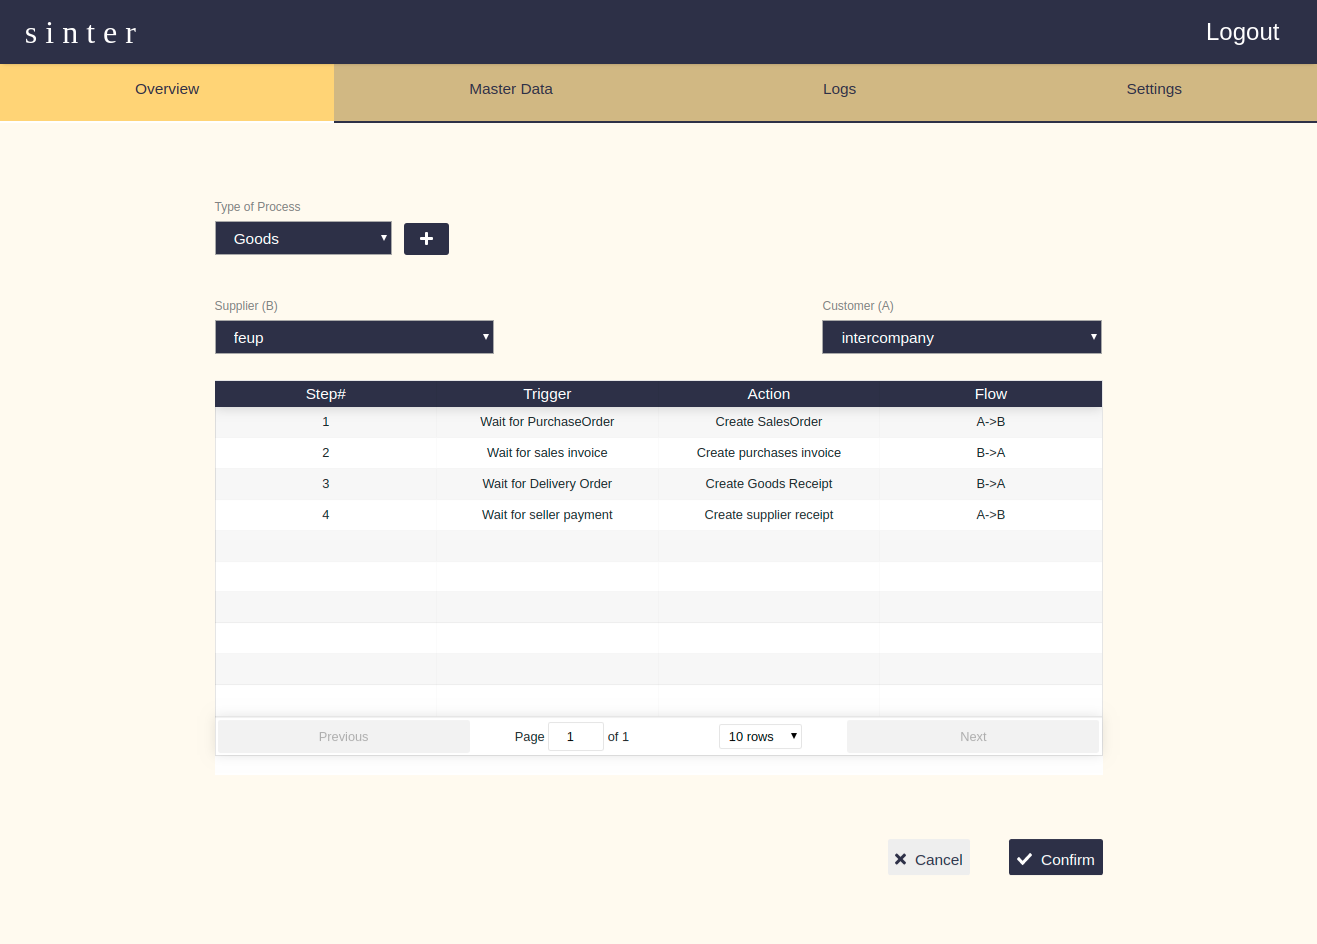 sinter Logout
Overview Master Data Logs Settings
Type of Process
Goods
Supplier (B) Customer (A)
feup intercompany
Step# Trigger Action Flow
1 Wait for PurchaseOrder Create SalesOrder A->B
2 Wait for sales invoice Create purchases invoice B->A
3 Wait for Delivery Order Create Goods Receipt B->A
4 Wait for seller payment Create supplier receipt A->B
Previous Page 1 of 1 10 rows Next
Cancel Confirm